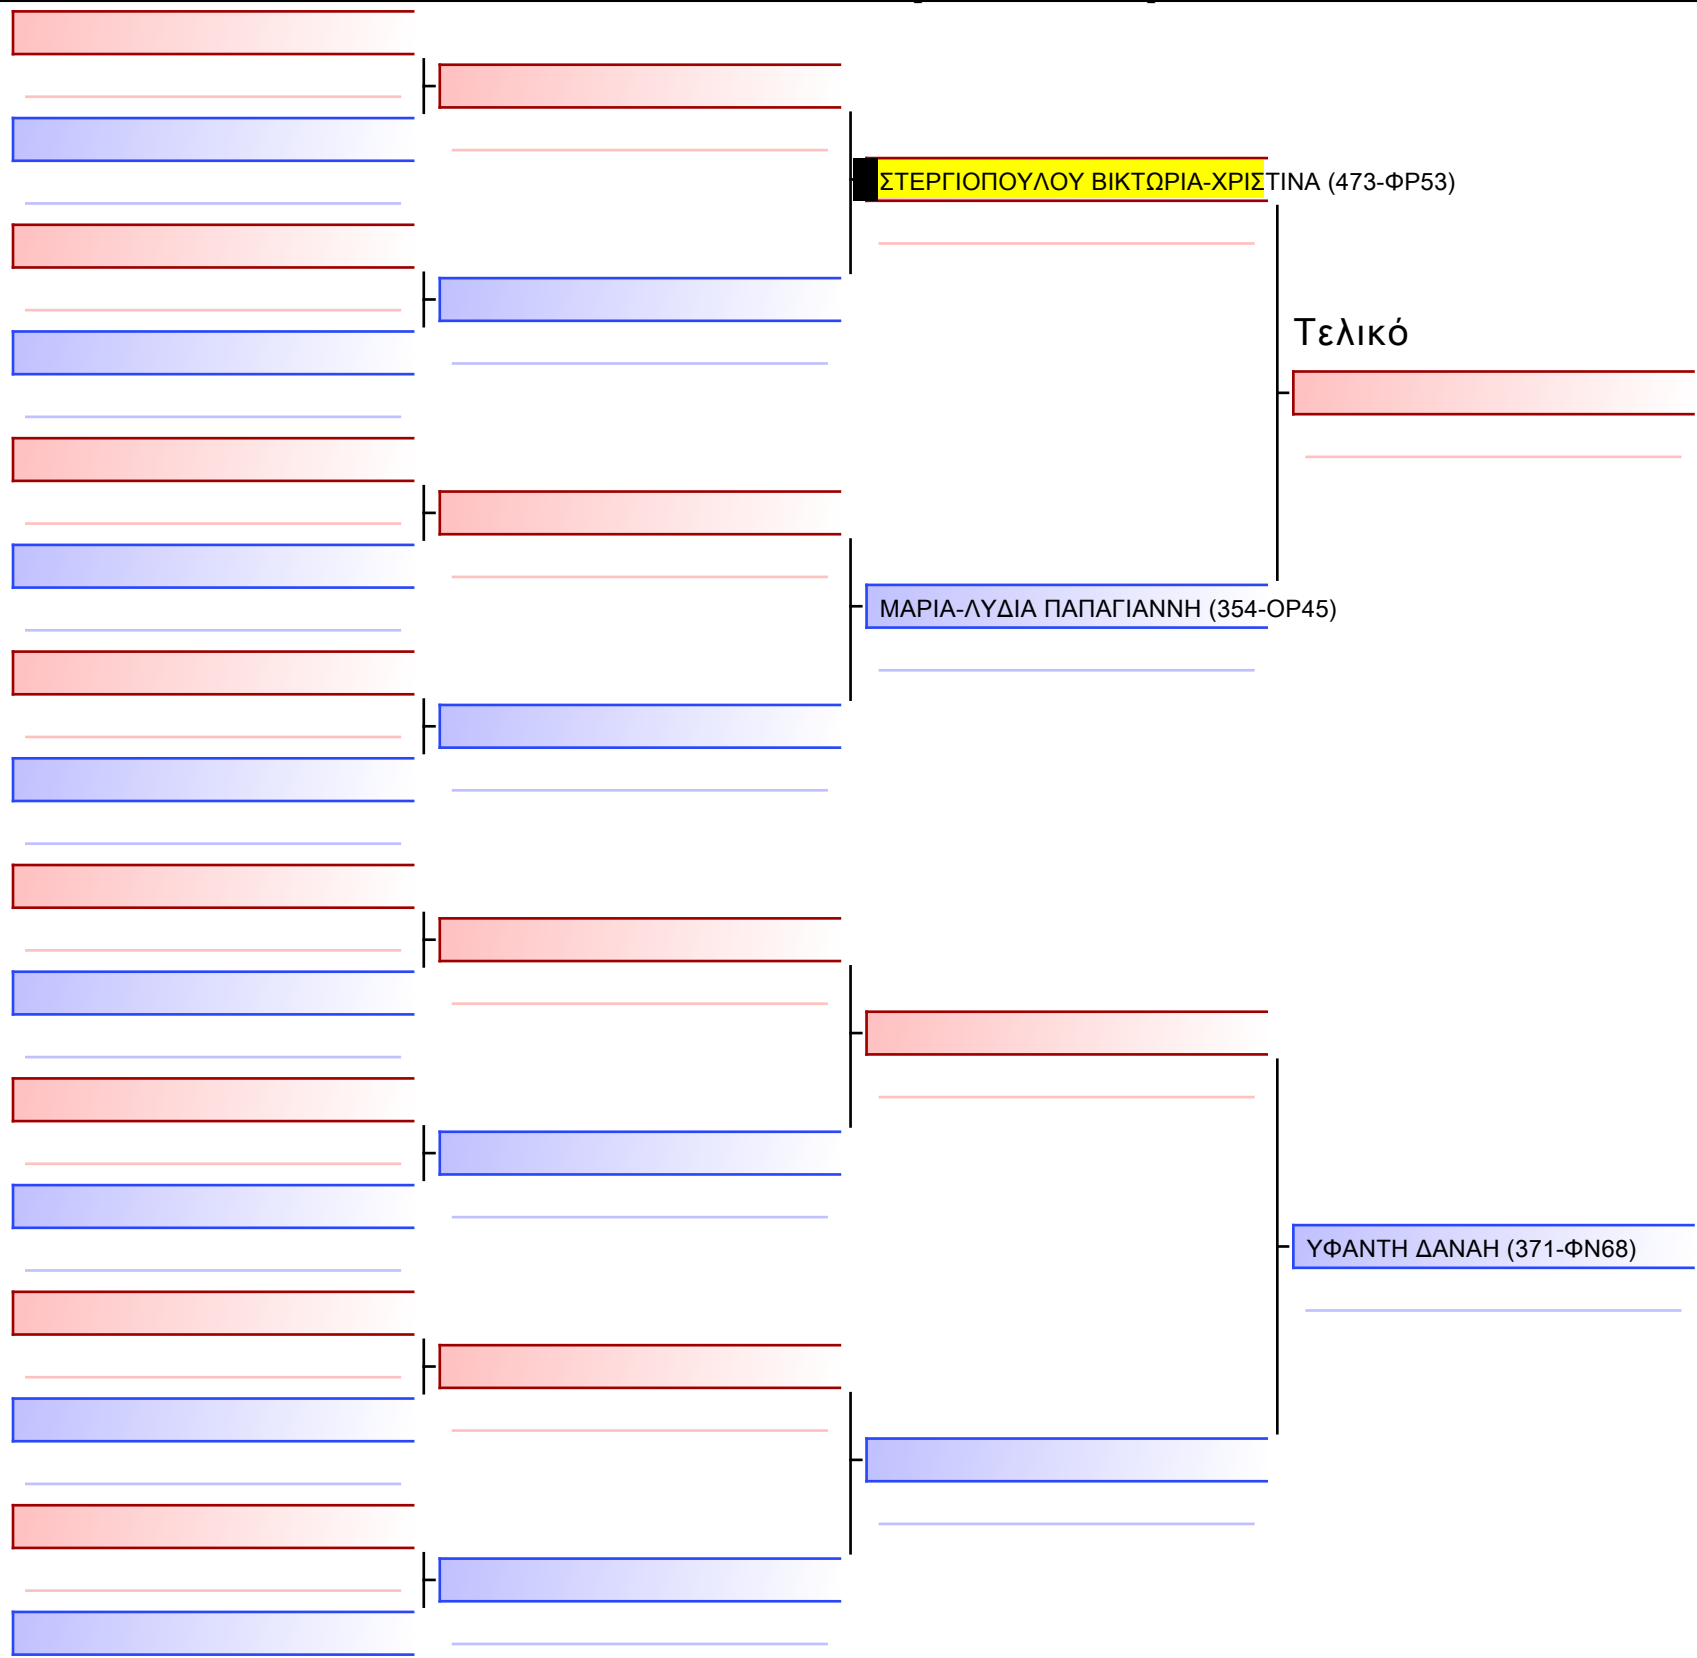 ΣΤΕΡΓΙΟΠΟΥΛΟΥ ΒΙΚΤΩΡΙΑ-ΧΡΙΣΤΙΝΑ (473-ΦΡ53)
Τελικό
ΜΑΡΙΑ-ΛΥΔΙΑ ΠΑΠΑΓΙΑΝΝΗ (354-ΟΡ45)
ΥΦΑΝΤΗ ΔΑΝΑΗ (371-ΦΝ68)